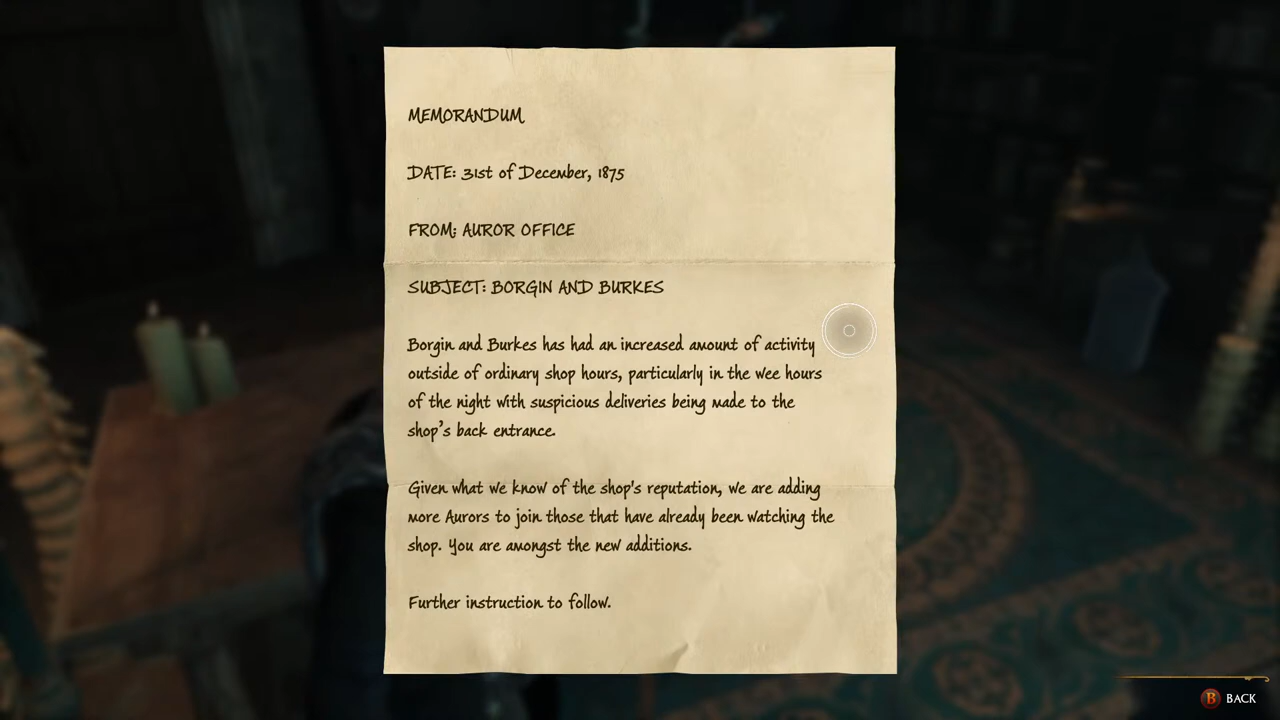 MEMORANDUM
DATE: 31st of December, 1875
FROM: AUROR OFFICE
SUBJECT: BORGIN AND BURKES
Borgin and Burkes has had an increased amount of activity
outside of ordinary shop hours, particularly in the wee hours
of the night with suspicious deliveries being made to the
shop's back entrance.
Given what we know of the shop's reputation, we are adding
more Aurors to join those that have already been watching the
shop. You are amongst the new additions.
Further instruction to follow.
B BACK